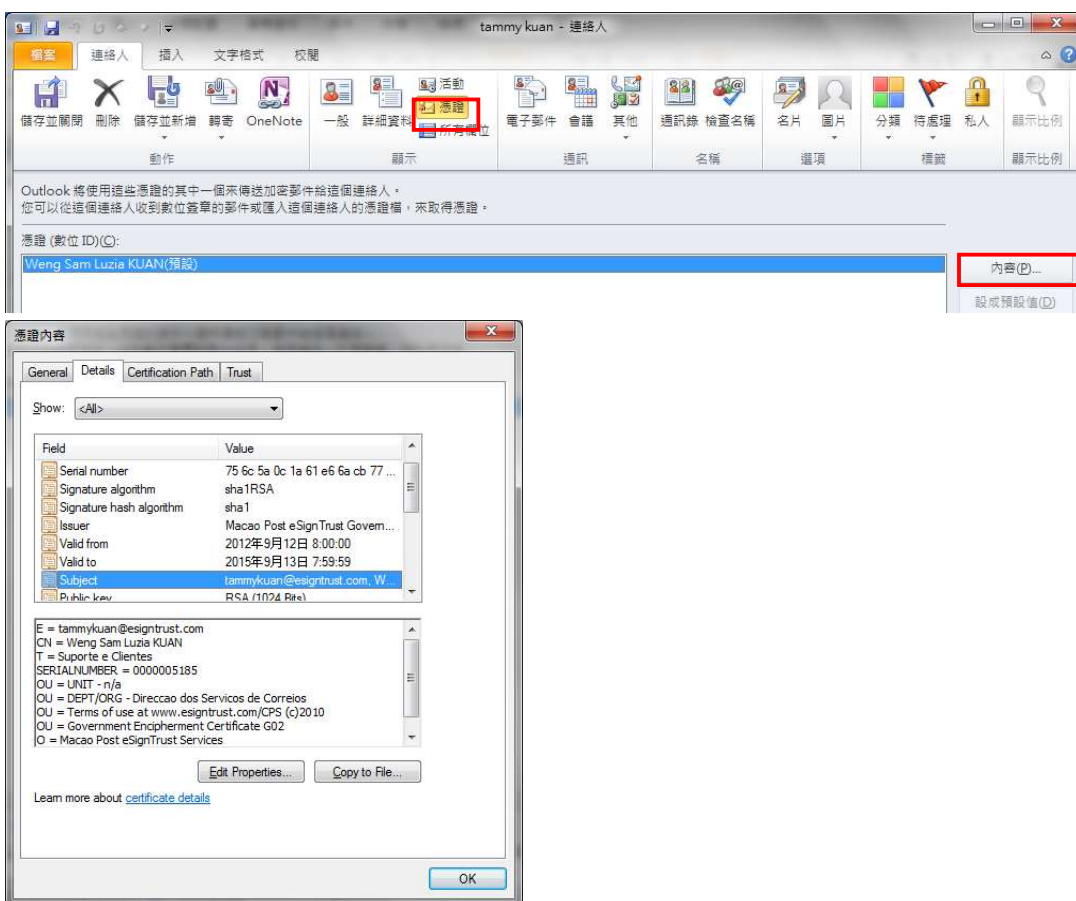 tammy kuan - 連絡人
檔案 連絡人 插入 文字格式 校閱
活動
憑證
所有欄位
儲存並關閉 刪除 儲存並新增 轉寄 OneNote 一般 詳細資料 電子郵件 會議 其他 通訊錄 檢查名稱 名片 圖片 分類 待處理 私人 顯示比例
動作 顯示 通訊 名稱 選項 標籤 顯示比例
Outlook 將使用這些憑證的其中一個來傳送加密郵件給這個連絡人。
您可以從這個連絡人收到數位簽章的郵件或匯入這個連絡人的憑證檔，來取得憑證。
憑證 (數位 ID)(C):
Weng Sam Luzia KUAN(預設)
內容(P)...
設成預設值(D)
憑證內容
General Details Certification Path Trust
Show: <All>
Field Value
Serial number 75 6c 5a 0c 1a 61 e6 6a cb 77 ...
Signature algorithm sha1RSA
Signature hash algorithm sha1
Issuer Macao Post eSignTrust Govern...
Valid from 2012年9月12日 8:00:00
Valid to 2015年9月13日 7:59:59
Subject tammykuan@esigntrust.com, W...
Public key RSA (1024 Bits)
E = tammykuan@esigntrust.com
CN = Weng Sam Luzia KUAN
T = Suporte e Clientes
SERIALNUMBER = 0000005185
OU = UNIT - n/a
OU = DEPT/ORG - Direccao dos Servicos de Correios
OU = Terms of use at www.esigntrust.com/CPS (c)2010
OU = Government Encipherment Certificate G02
O = Macao Post eSignTrust Services
Edit Properties... Copy to File...
Learn more about certificate details
OK